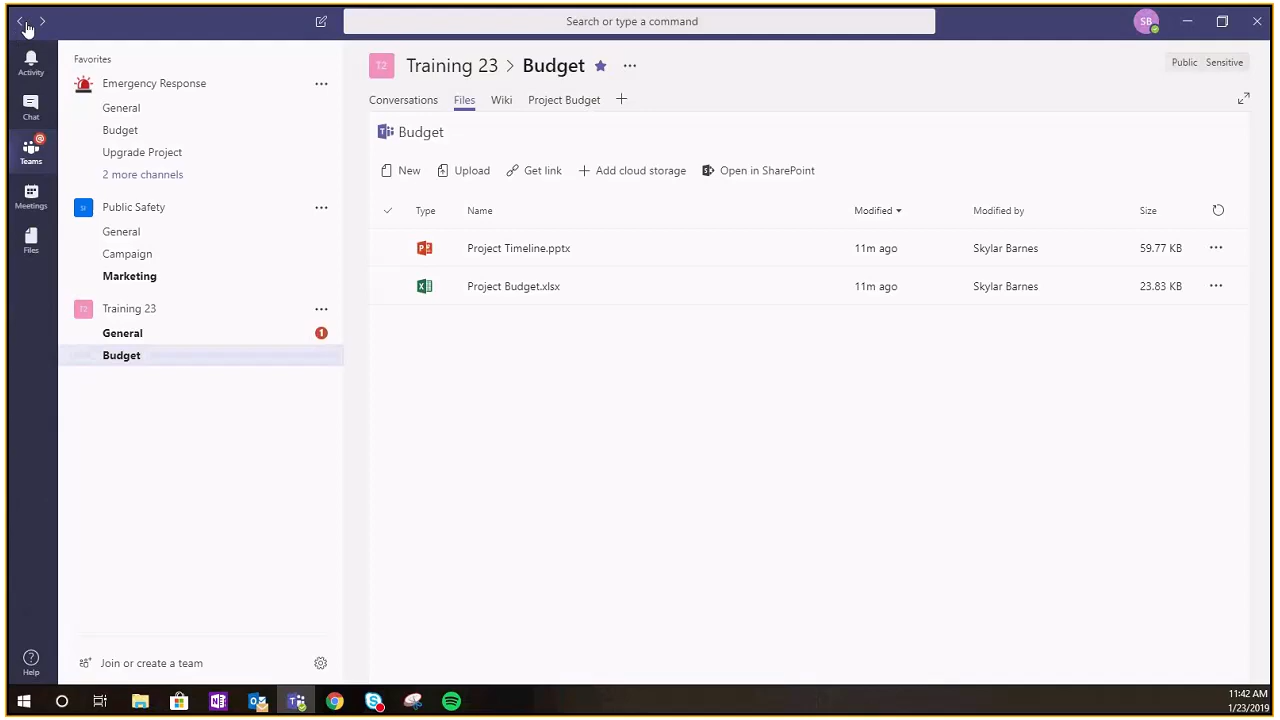 Search or type a command
SB
Activity
Chat
Teams
Meetings
Files
Help
Favorites
Emergency Response
General
Budget
Upgrade Project
2 more channels
Public Safety
General
Campaign
Marketing
T2 Training 23
General 1
Budget
Join or create a team
T2 Training 23 > Budget
Public Sensitive
Conversations Files Wiki Project Budget
Budget
New Upload Get link Add cloud storage Open in SharePoint
Type Name Modified Modified by Size
Project Timeline.pptx 11m ago Skylar Barnes 59.77 KB
Project Budget.xlsx 11m ago Skylar Barnes 23.83 KB
11:42 AM
1/23/2019